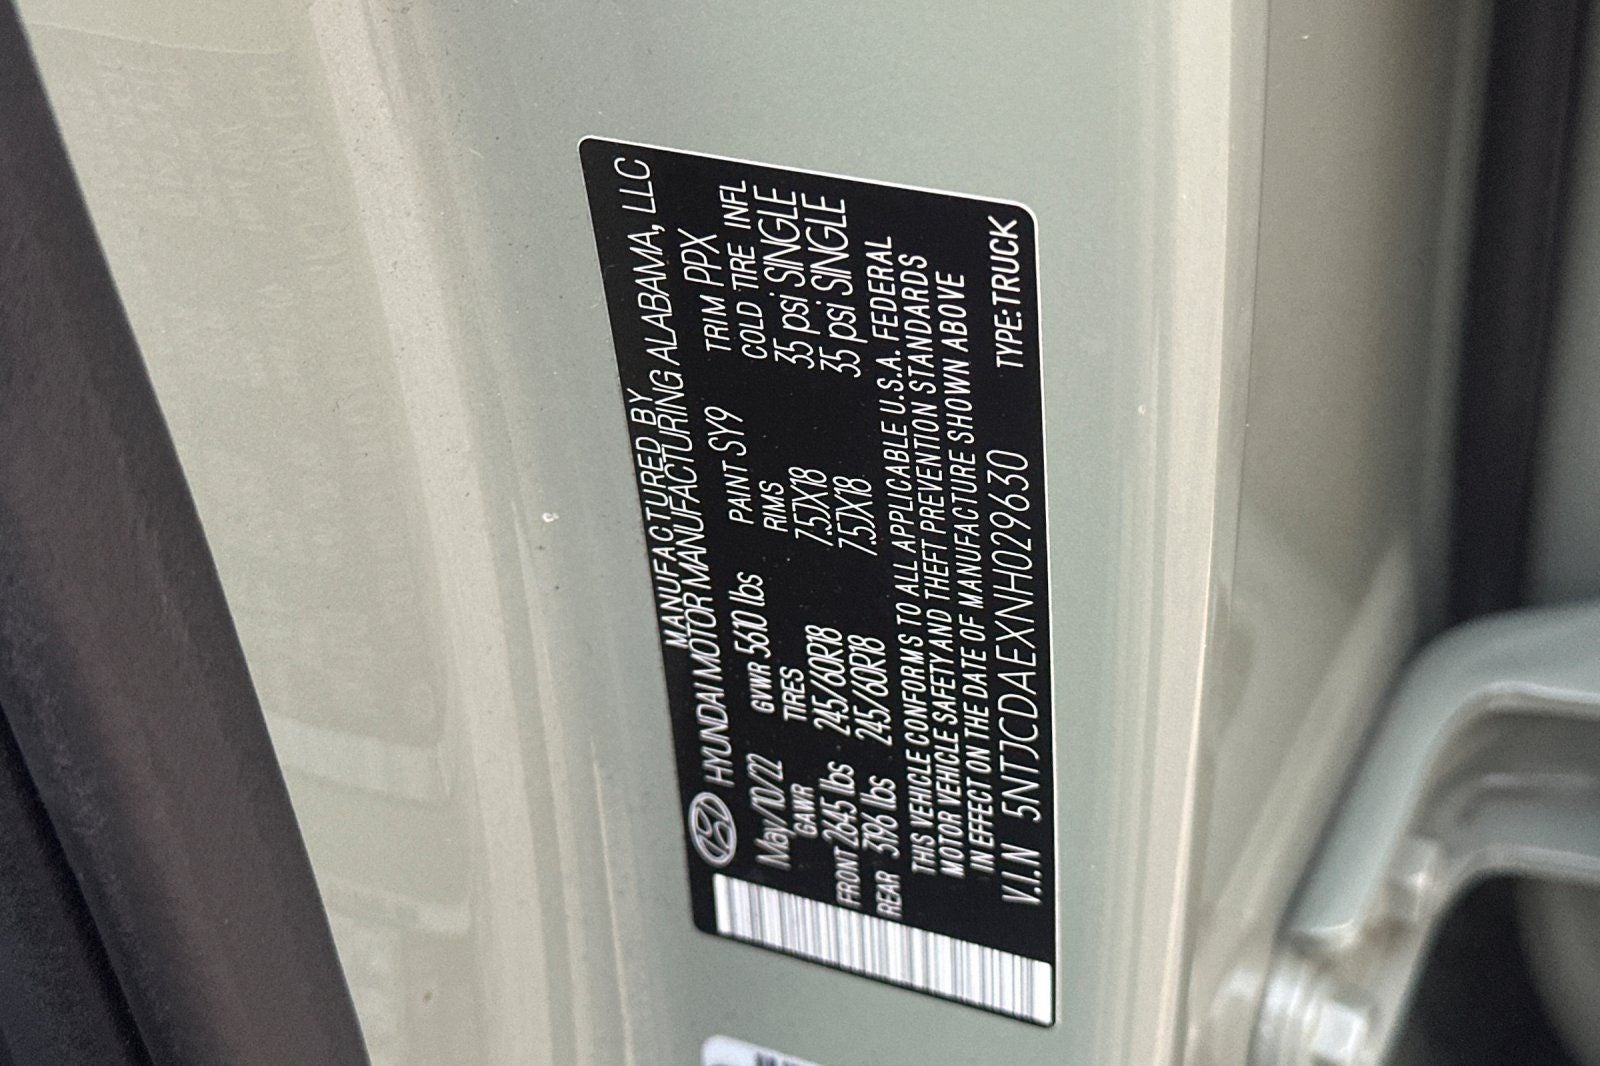 MANUFACTURED BY
HYUNDAI MOTOR MANUFACTURING ALABAMA, LLC
May/10/22 GVWR 5610 lbs PAINT SY9 TRIM PPX
GAWR TIRES RIMS COLD TIRE INFL
FRONT 2645 lbs 245/60R18 7.5JX18 35 psi SINGLE
REAR 3196 lbs 245/60R18 7.5JX18 35 psi SINGLE
THIS VEHICLE CONFORMS TO ALL APPLICABLE U.S.A. FEDERAL
MOTOR VEHICLE SAFETY AND THEFT PREVENTION STANDARDS
IN EFFECT ON THE DATE OF MANUFACTURE SHOWN ABOVE
V.I.N 5NTJCDAEXNH029630 TYPE:TRUCK